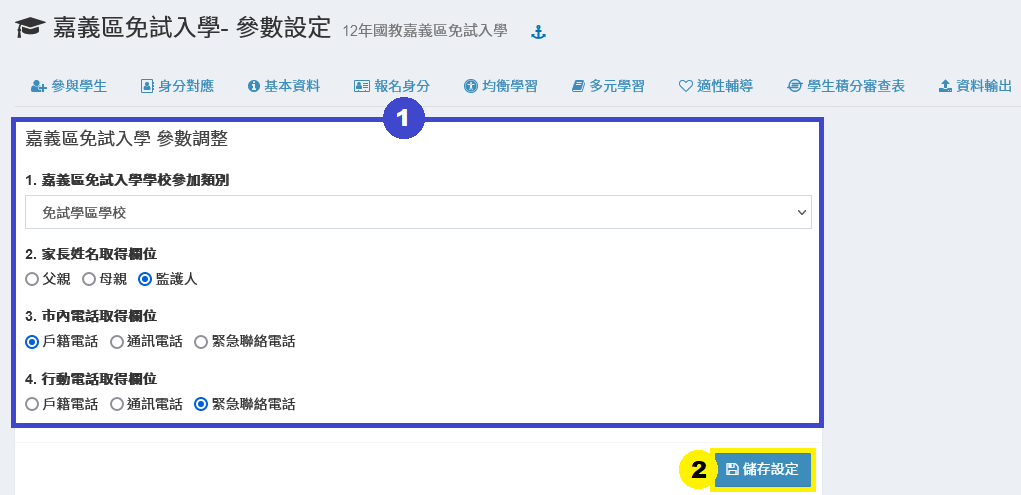 嘉義區免試入學- 參數設定 12年國教嘉義區免試入學
參與學生 身分對應 基本資料 報名身分 均衡學習 多元學習 適性輔導 學生積分審查表 資料輸出
1
嘉義區免試入學 參數調整
1. 嘉義區免試入學學校參加類別
免試學區學校
2. 家長姓名取得欄位
父親 母親 監護人
3. 市內電話取得欄位
戶籍電話 通訊電話 緊急聯絡電話
4. 行動電話取得欄位
戶籍電話 通訊電話 緊急聯絡電話
2 儲存設定